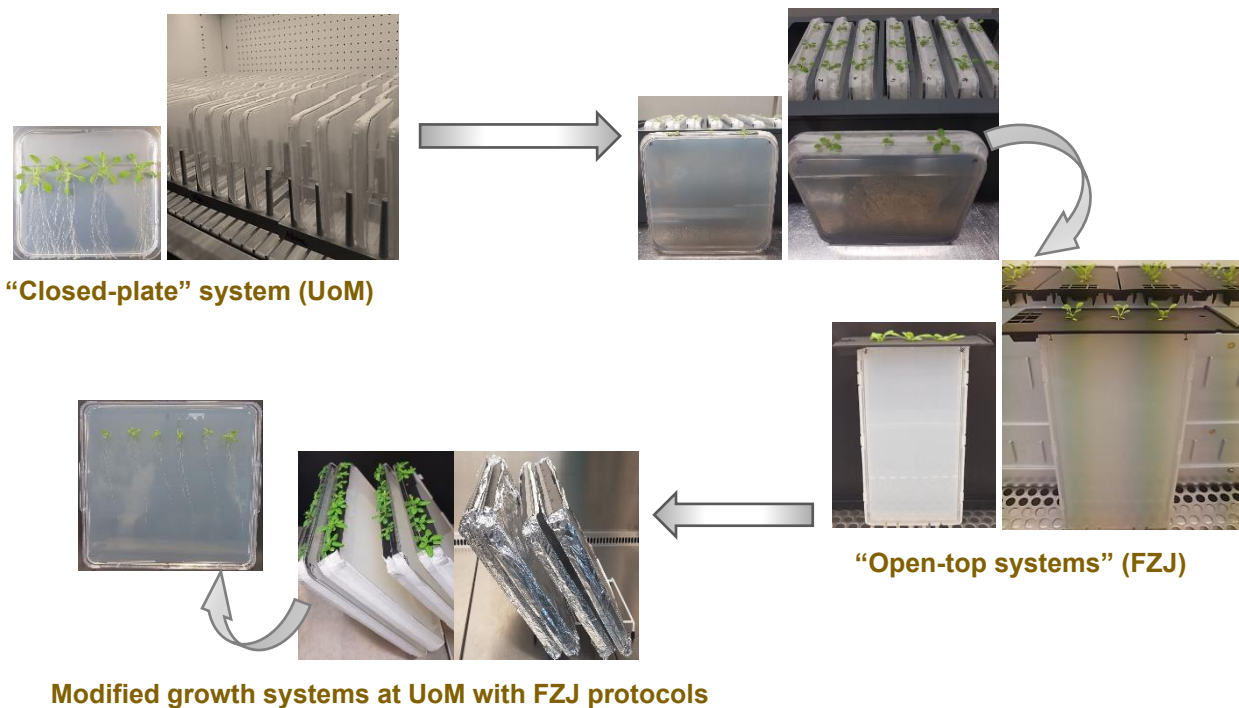 “Closed-plate” system (UoM)
“Open-top systems” (FZJ)
Modified growth systems at UoM with FZJ protocols